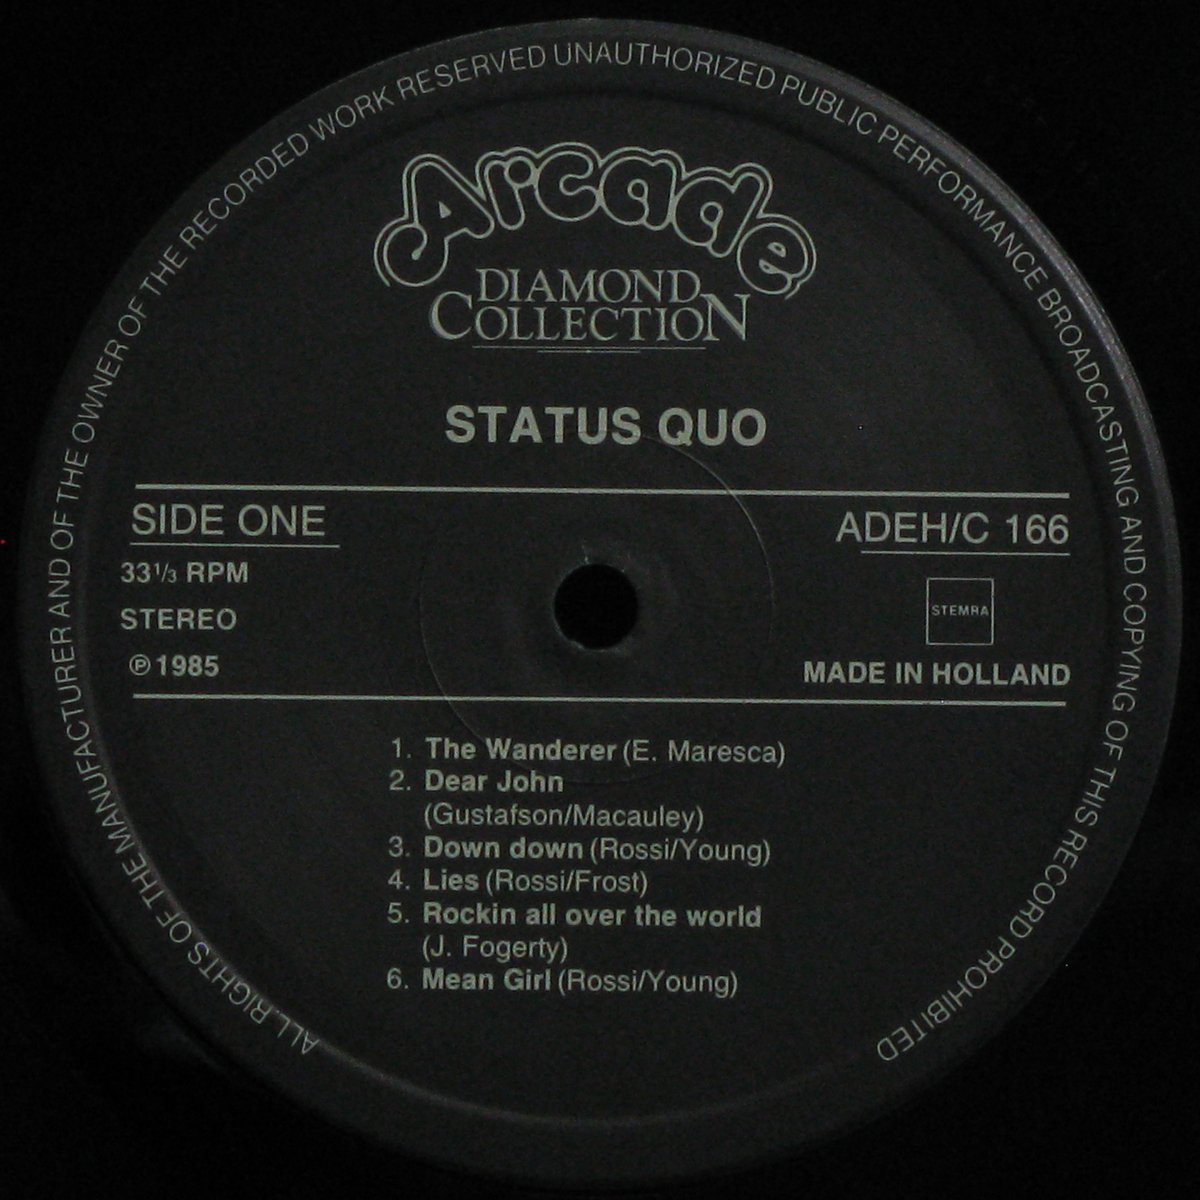 ALL RIGHTS OF THE MANUFACTURER AND OF THE OWNER OF THE RECORDED WORK RESERVED UNAUTHORIZED PUBLIC PERFORMANCE BROADCASTING AND COPYING OF THIS RECORD PROHIBITED
Arcade
DIAMOND
COLLECTION
STATUS QUO
SIDE ONE
ADEH/C 166
33 1/3 RPM
STEMRA
STEREO
℗ 1985
MADE IN HOLLAND
1. The Wanderer (E. Maresca)
2. Dear John
(Gustafson/Macauley)
3. Down down (Rossi/Young)
4. Lies (Rossi/Frost)
5. Rockin all over the world
(J. Fogerty)
6. Mean Girl (Rossi/Young)